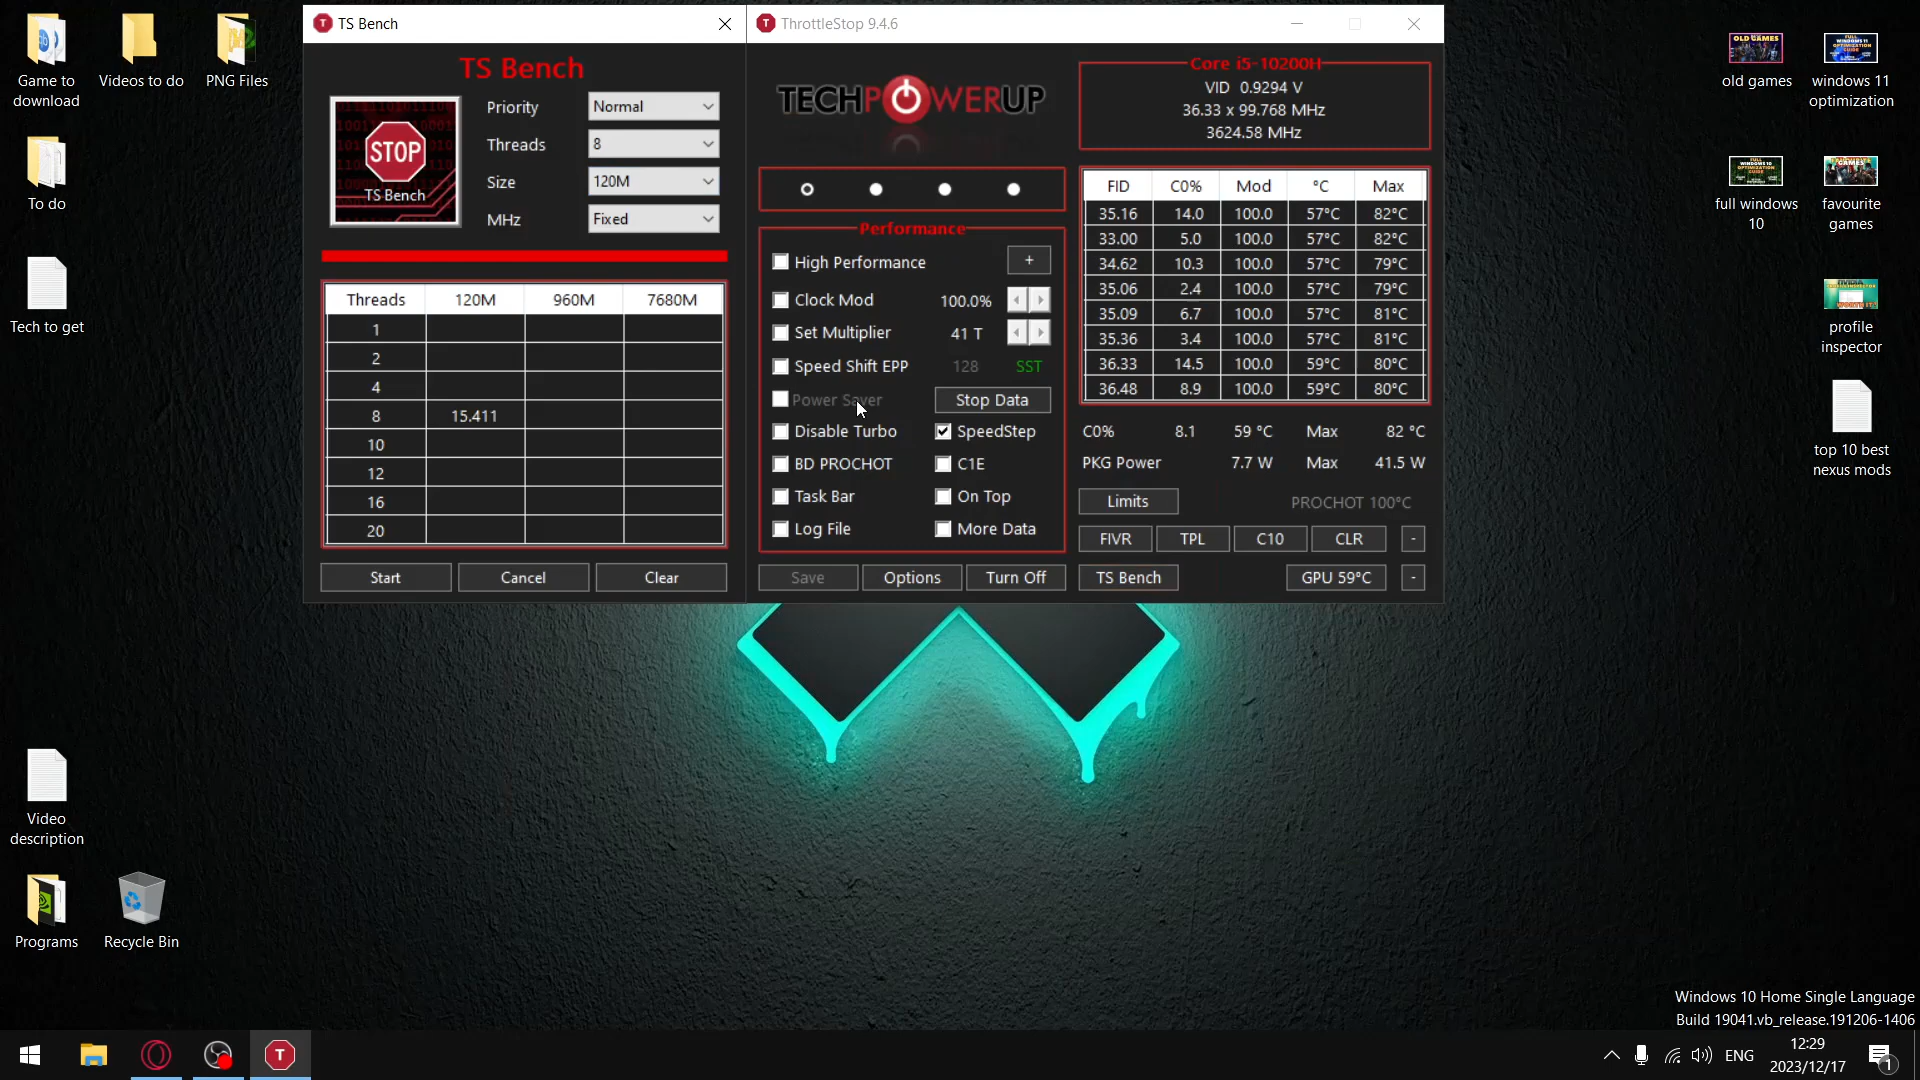 Game to
download
Videos to do
PNG Files
To do
Tech to get
Video
description
Programs
Recycle Bin
TS Bench
TS Bench
STOP
TS Bench
Priority
Normal
Threads
8
Size
120M
MHz
Fixed
Threads 120M 960M 7680M
1
2
4
8 15.411
10
12
16
20
Start Cancel Clear
ThrottleStop 9.4.6
TECHPOWERUP
Performance
High Performance +
Clock Mod 100.0%
Set Multiplier 41 T
Speed Shift EPP 128 SST
Power Saver Stop Data
Disable Turbo SpeedStep
BD PROCHOT C1E
Task Bar On Top
Log File More Data
Save Options Turn Off
Core i5-10200H
VID 0.9294 V
36.33 x 99.768 MHz
3624.58 MHz
FID C0% Mod °C Max
35.16 14.0 100.0 57°C 82°C
33.00 5.0 100.0 57°C 82°C
34.62 10.3 100.0 57°C 79°C
35.06 2.4 100.0 57°C 79°C
35.09 6.7 100.0 57°C 81°C
35.36 3.4 100.0 57°C 81°C
36.33 14.5 100.0 59°C 80°C
36.48 8.9 100.0 59°C 80°C
C0% 8.1 59 °C Max 82 °C
PKG Power 7.7 W Max 41.5 W
Limits PROCHOT 100°C
FIVR TPL C10 CLR -
TS Bench GPU 59°C -
OLD GAMES
old games
windows 11
optimization
full windows
10
favourite
games
profile
inspector
top 10 best
nexus mods
Windows 10 Home Single Language
Build 19041.vb_release.191206-1406
T
ENG
12:29
2023/12/17
1